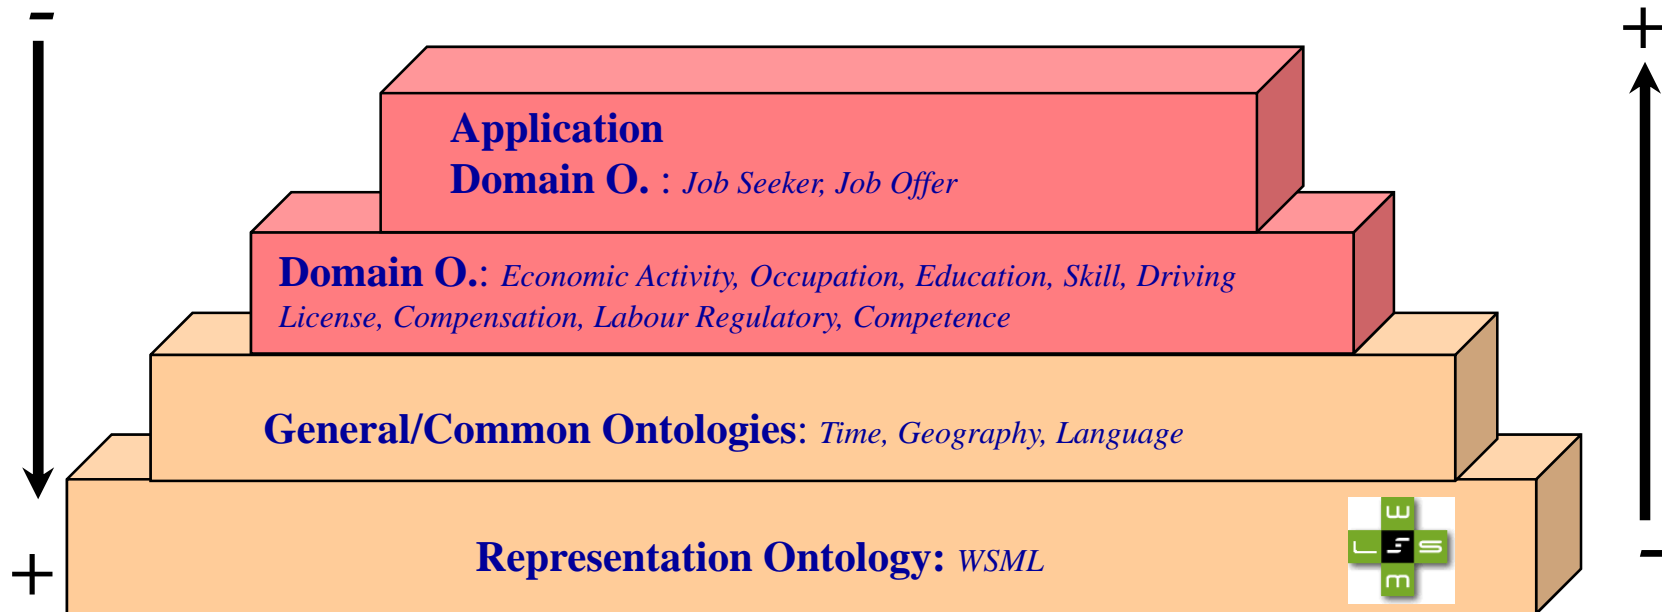 -
+
Application
Domain O. : Job Seeker, Job Offer
Domain O.: Economic Activity, Occupation, Education, Skill, Driving
License, Compensation, Labour Regulatory, Competence
General/Common Ontologies: Time, Geography, Language
Representation Ontology: WSML
+
-